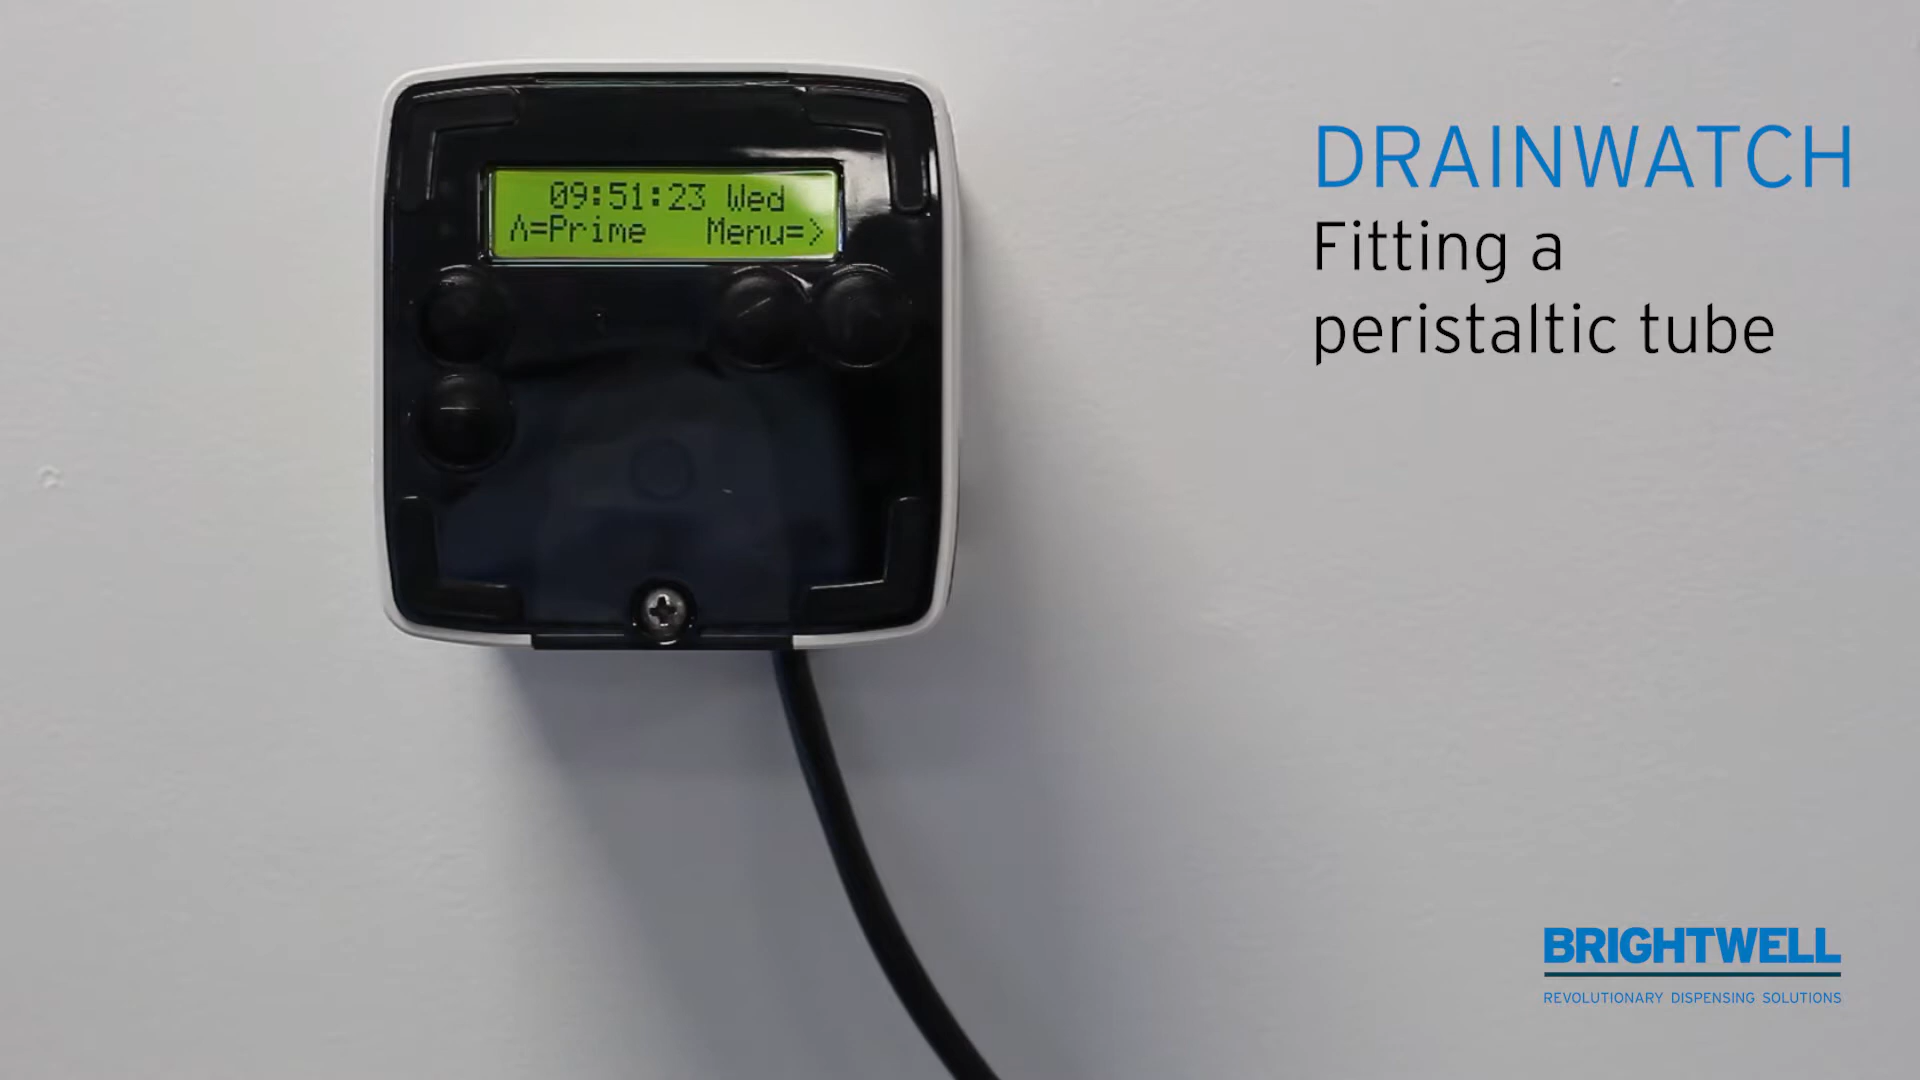 09:51:23 Wed
Λ=Prime Menu=>
DRAINWATCH
Fitting a
peristaltic tube
BRIGHTWELL
REVOLUTIONARY DISPENSING SOLUTIONS